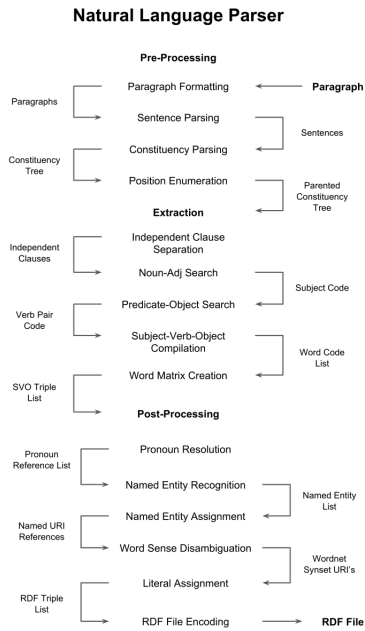 Natural Language Parser
Pre-Processing
Paragraph Formatting
Paragraph
Paragraphs
Sentence Parsing
Sentences
Constituency Parsing
Constituency
Tree
Position Enumeration
Parented
Constituency
Tree
Extraction
Independent Clause
Separation
Independent
Clauses
Noun-Adj Search
Subject Code
Predicate-Object Search
Verb Pair
Code
Subject-Verb-Object
Compilation
Word Code
List
Word Matrix Creation
SVO Triple
List
Post-Processing
Pronoun Resolution
Pronoun
Reference List
Named Entity Recognition
Named Entity
List
Named Entity Assignment
Named URI
References
Word Sense Disambiguation
Wordnet
Synset URI's
Literal Assignment
RDF Triple
List
RDF File Encoding
RDF File